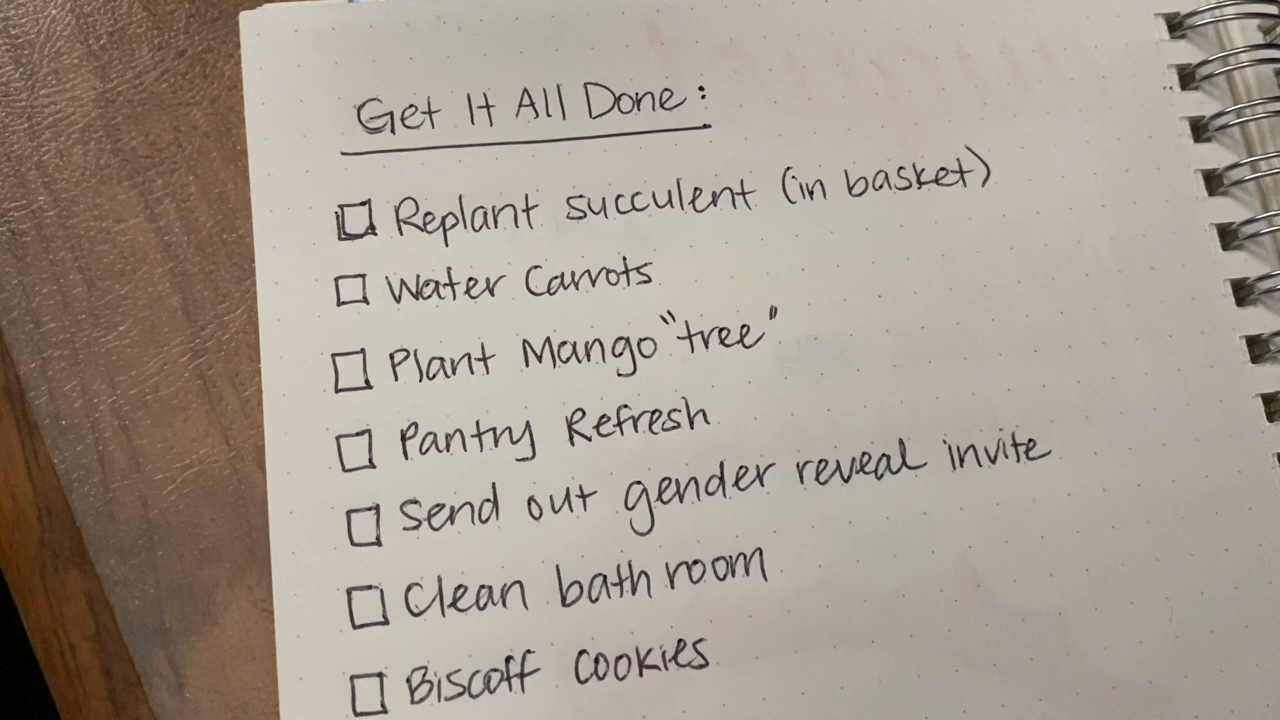 Get It All Done:
Replant succulent (in basket)
Water Carrots
Plant Mango "tree"
Pantry Refresh
Send out gender reveal invite
Clean bathroom
Biscoff cookies